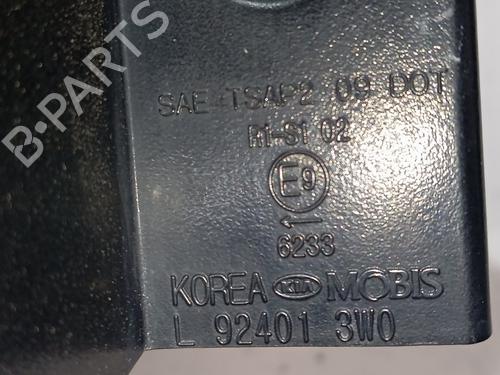 B-PARTS
SAE TSAP2 09 DOT
R1-S1 02
E9
6233
KOREA KIA MOBIS
L 92401 3W0